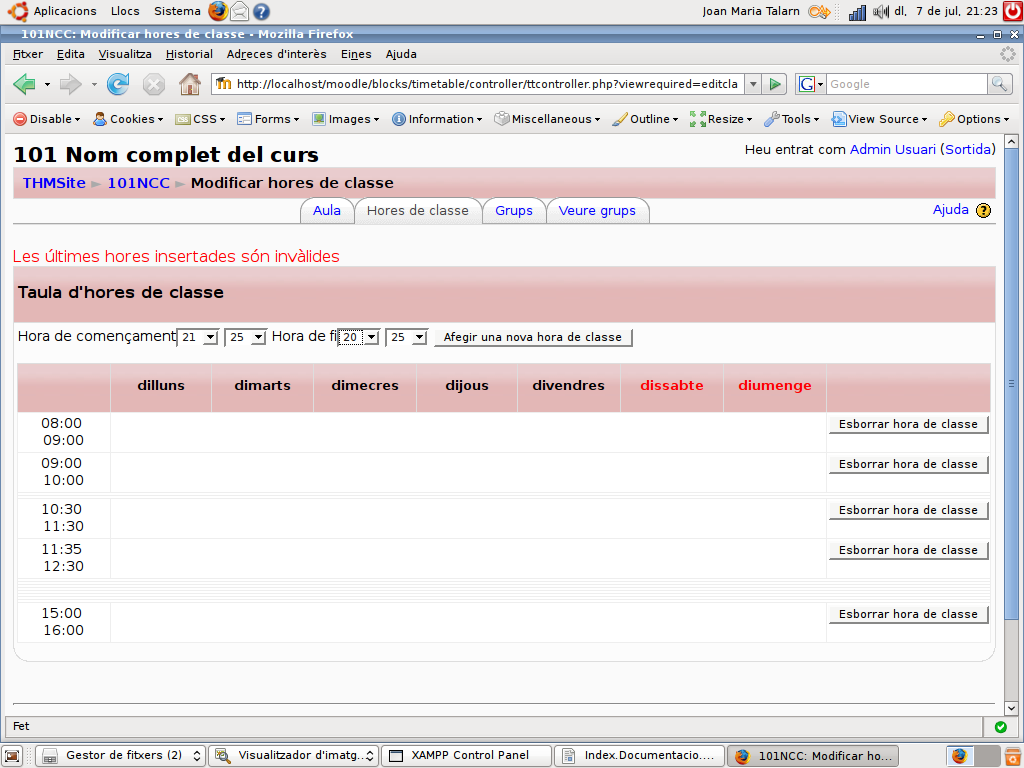 Aplicacions Llocs Sistema Joan Maria Talarn dl, 7 de jul, 21:23
101NCC: Modificar hores de classe - Mozilla Firefox
Fitxer Edita Visualitza Historial Adreces d'interès Eines Ajuda
http://localhost/moodle/blocks/timetable/controller/ttcontroller.php?viewrequired=editcla Google
Disable Cookies CSS Forms Images Information Miscellaneous Outline Resize Tools View Source Options
101 Nom complet del curs Heu entrat com Admin Usuari (Sortida)
THMSite ► 101NCC ► Modificar hores de classe
Aula Hores de classe Grups Veure grups Ajuda
Les últimes hores insertades són invàlides
Taula d'hores de classe
Hora de començament 21 25 Hora de fi 20 25 Afegir una nova hora de classe
dilluns dimarts dimecres dijous divendres dissabte diumenge
08:00 Esborrar hora de classe
09:00
09:00 Esborrar hora de classe
10:00
10:30 Esborrar hora de classe
11:30
11:35 Esborrar hora de classe
12:30
15:00 Esborrar hora de classe
16:00
Fet
Gestor de fitxers (2) Visualitzador d'imatg... XAMPP Control Panel Index.Documentacio.... 101NCC: Modificar ho...